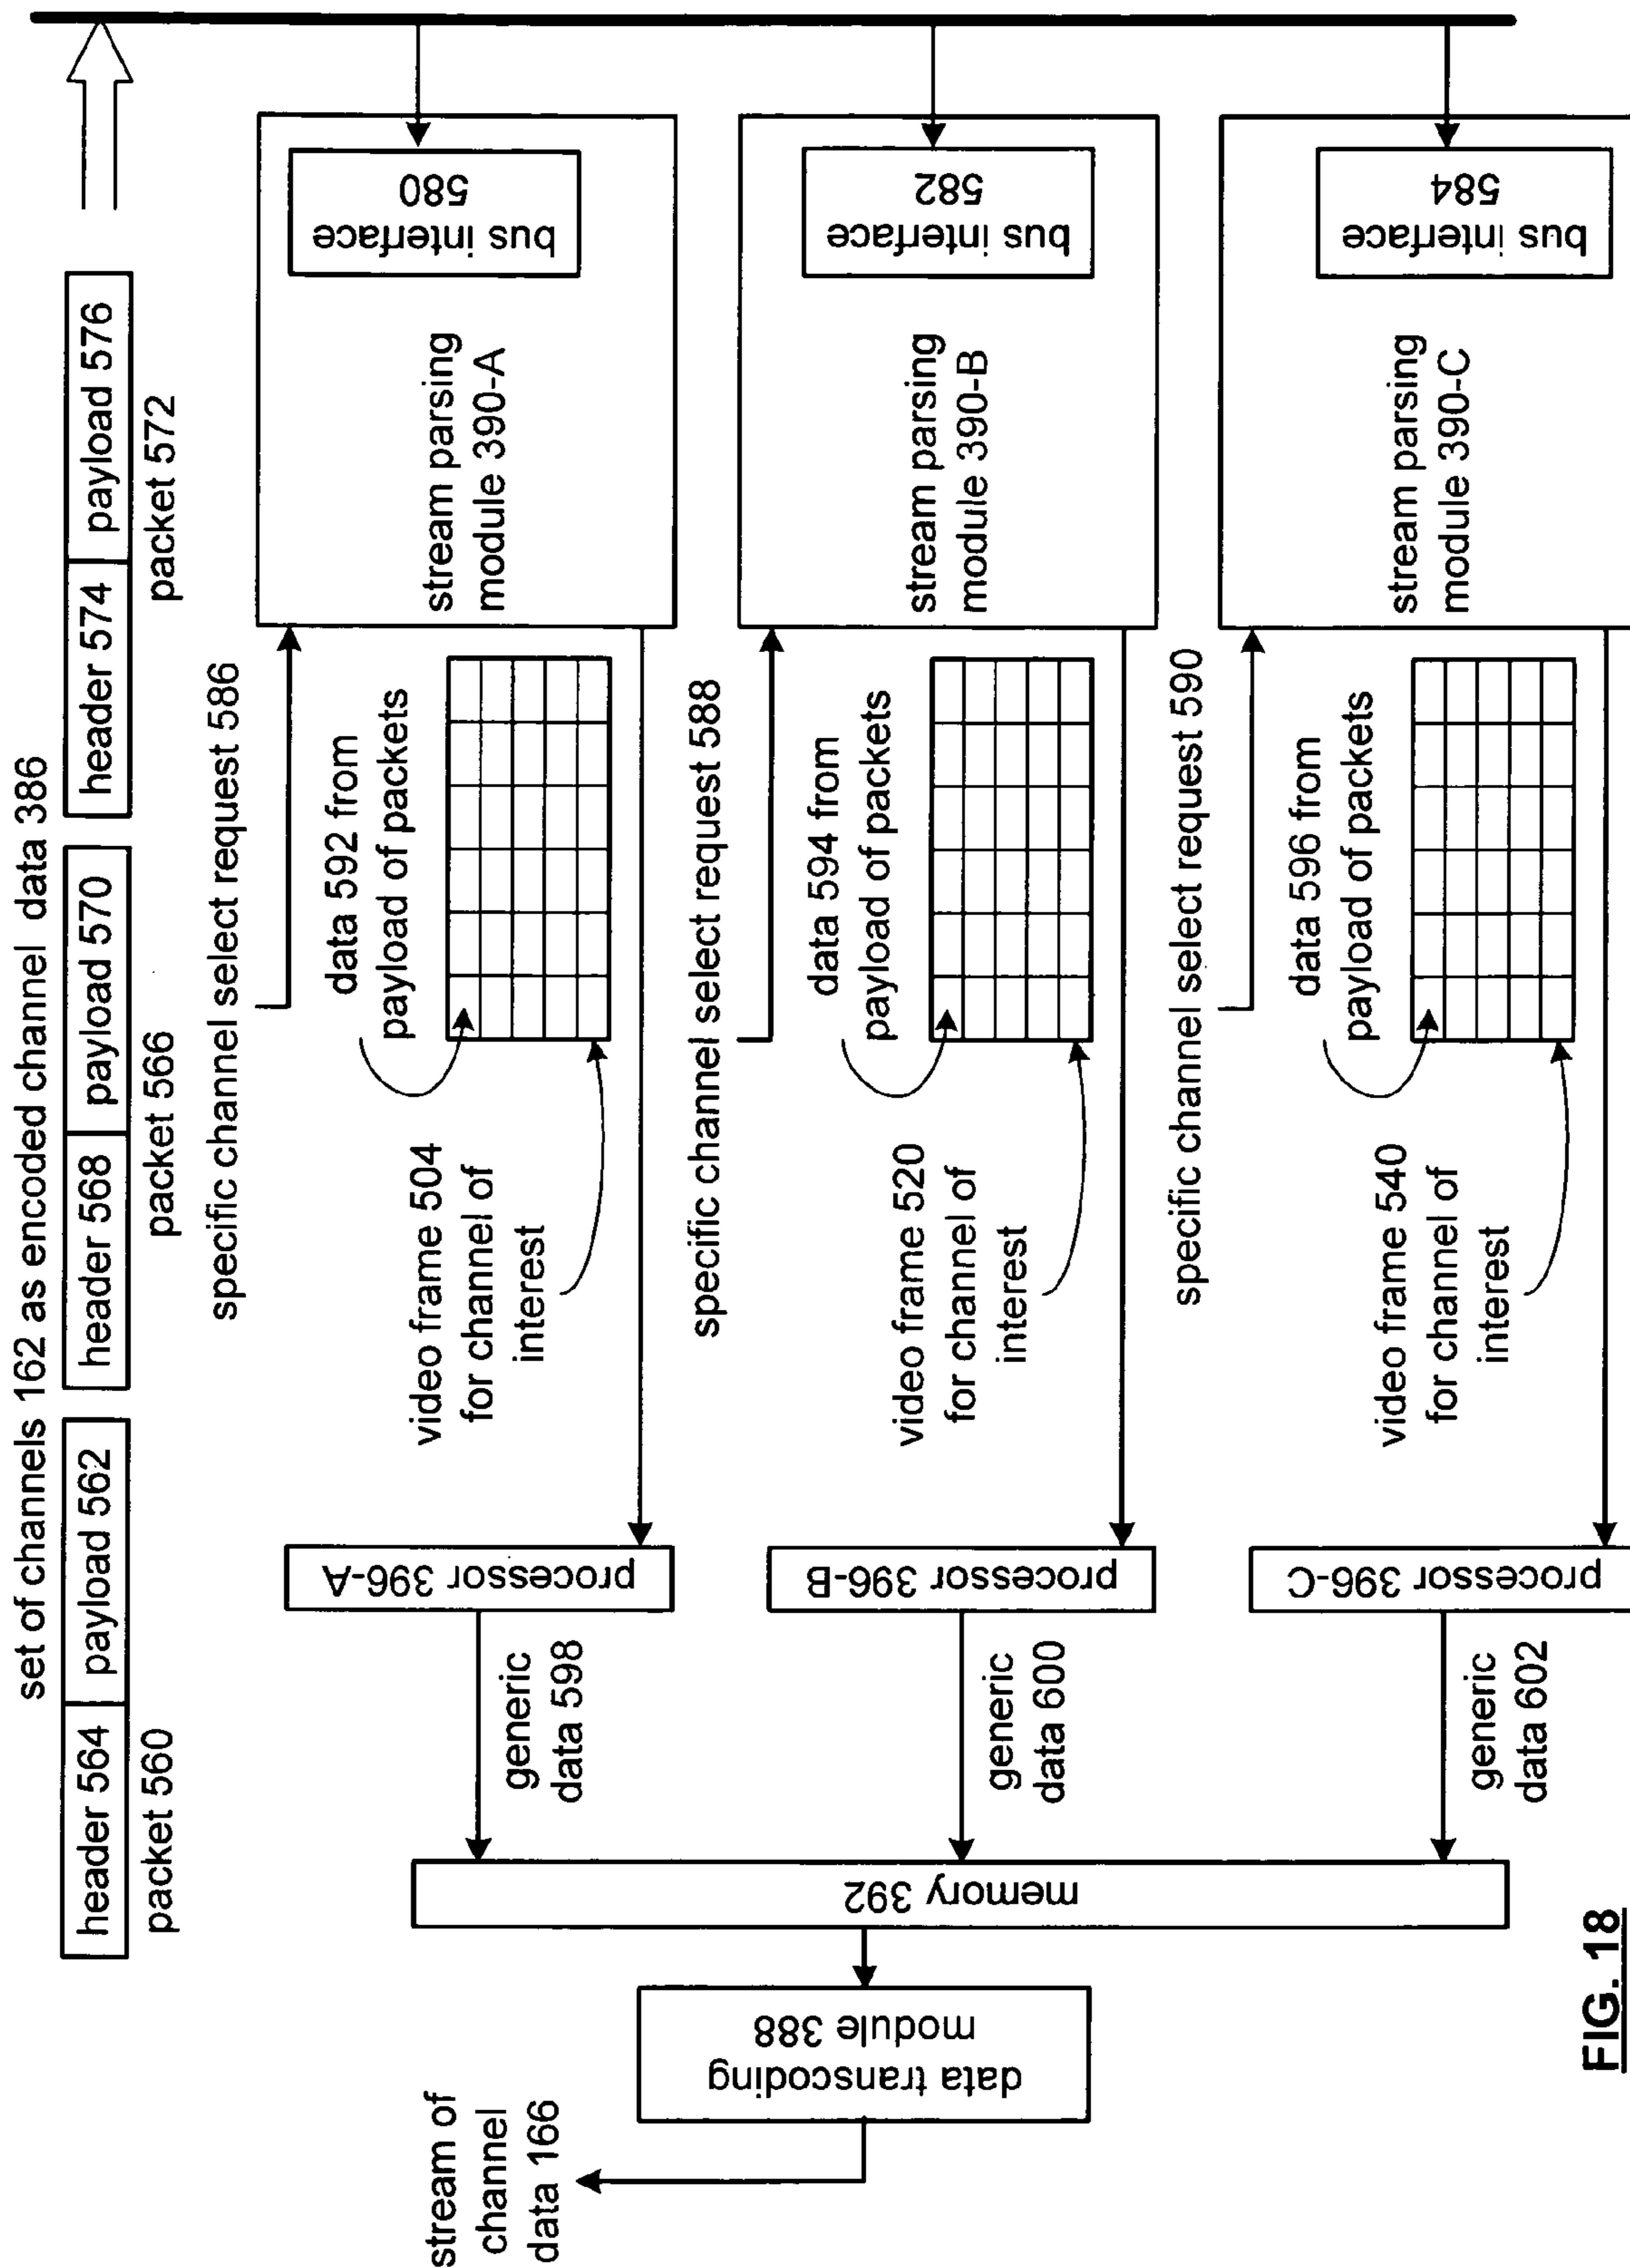 set of channels 162 as encoded channel data 386
header 564
payload 562
header 568
payload 570
header 574
payload 576
packet 560
packet 566
packet 572
specific channel select request 586
data 592 from
payload of packets
video frame 504
for channel of
interest
stream parsing
module 390-A
bus interface
580
processor 396-A
generic
data 598
specific channel select request 588
data 594 from
payload of packets
video frame 520
for channel of
interest
stream parsing
module 390-B
bus interface
582
processor 396-B
generic
data 600
specific channel select request 590
data 596 from
payload of packets
video frame 540
for channel of
interest
stream parsing
module 390-C
bus interface
584
processor 396-C
generic
data 602
memory 392
data transcoding
module 388
stream of
channel
data 166
FIG. 18